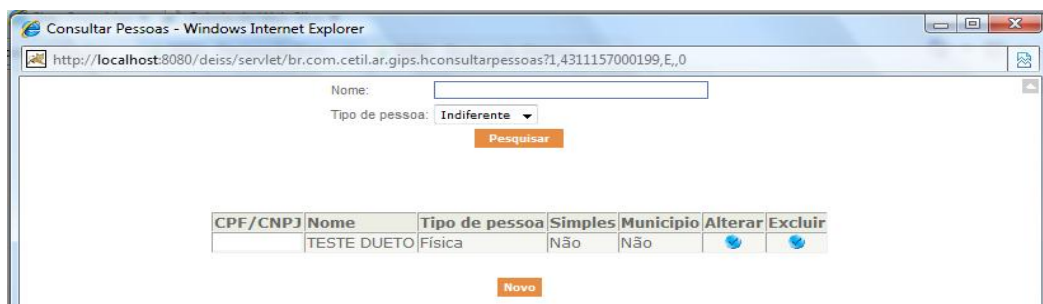 Consultar Pessoas - Windows Internet Explorer
http://localhost:8080/deiss/servlet/br.com.cetil.ar.gips.hconsultarpessoas?1,4311157000199,E,,0
Nome:
Tipo de pessoa: Indiferente
Pesquisar
CPF/CNPJ Nome Tipo de pessoa Simples Municipio Alterar Excluir
TESTE DUETO Física Não Não
Novo